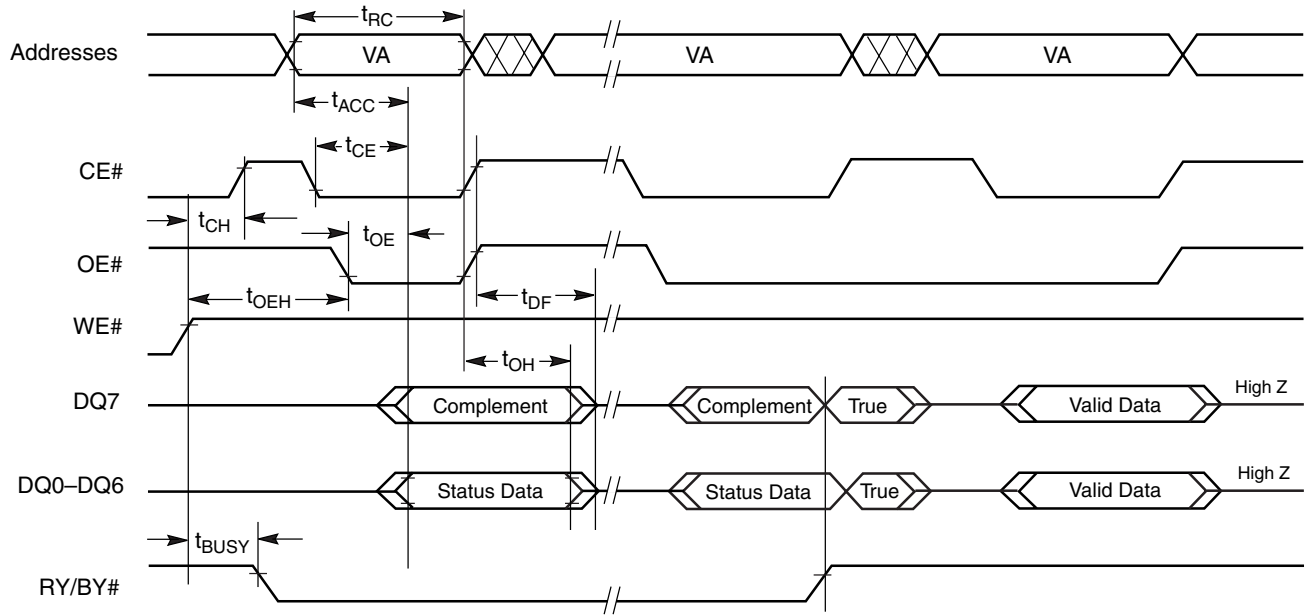 tRC
Addresses VA VA VA
tACC
tCE
CE#
tCH
tOE
OE#
tOEH tDF
WE#
tOH
DQ7 Complement Complement True Valid Data High Z
DQ0–DQ6 Status Data Status Data True Valid Data High Z
tBUSY
RY/BY#